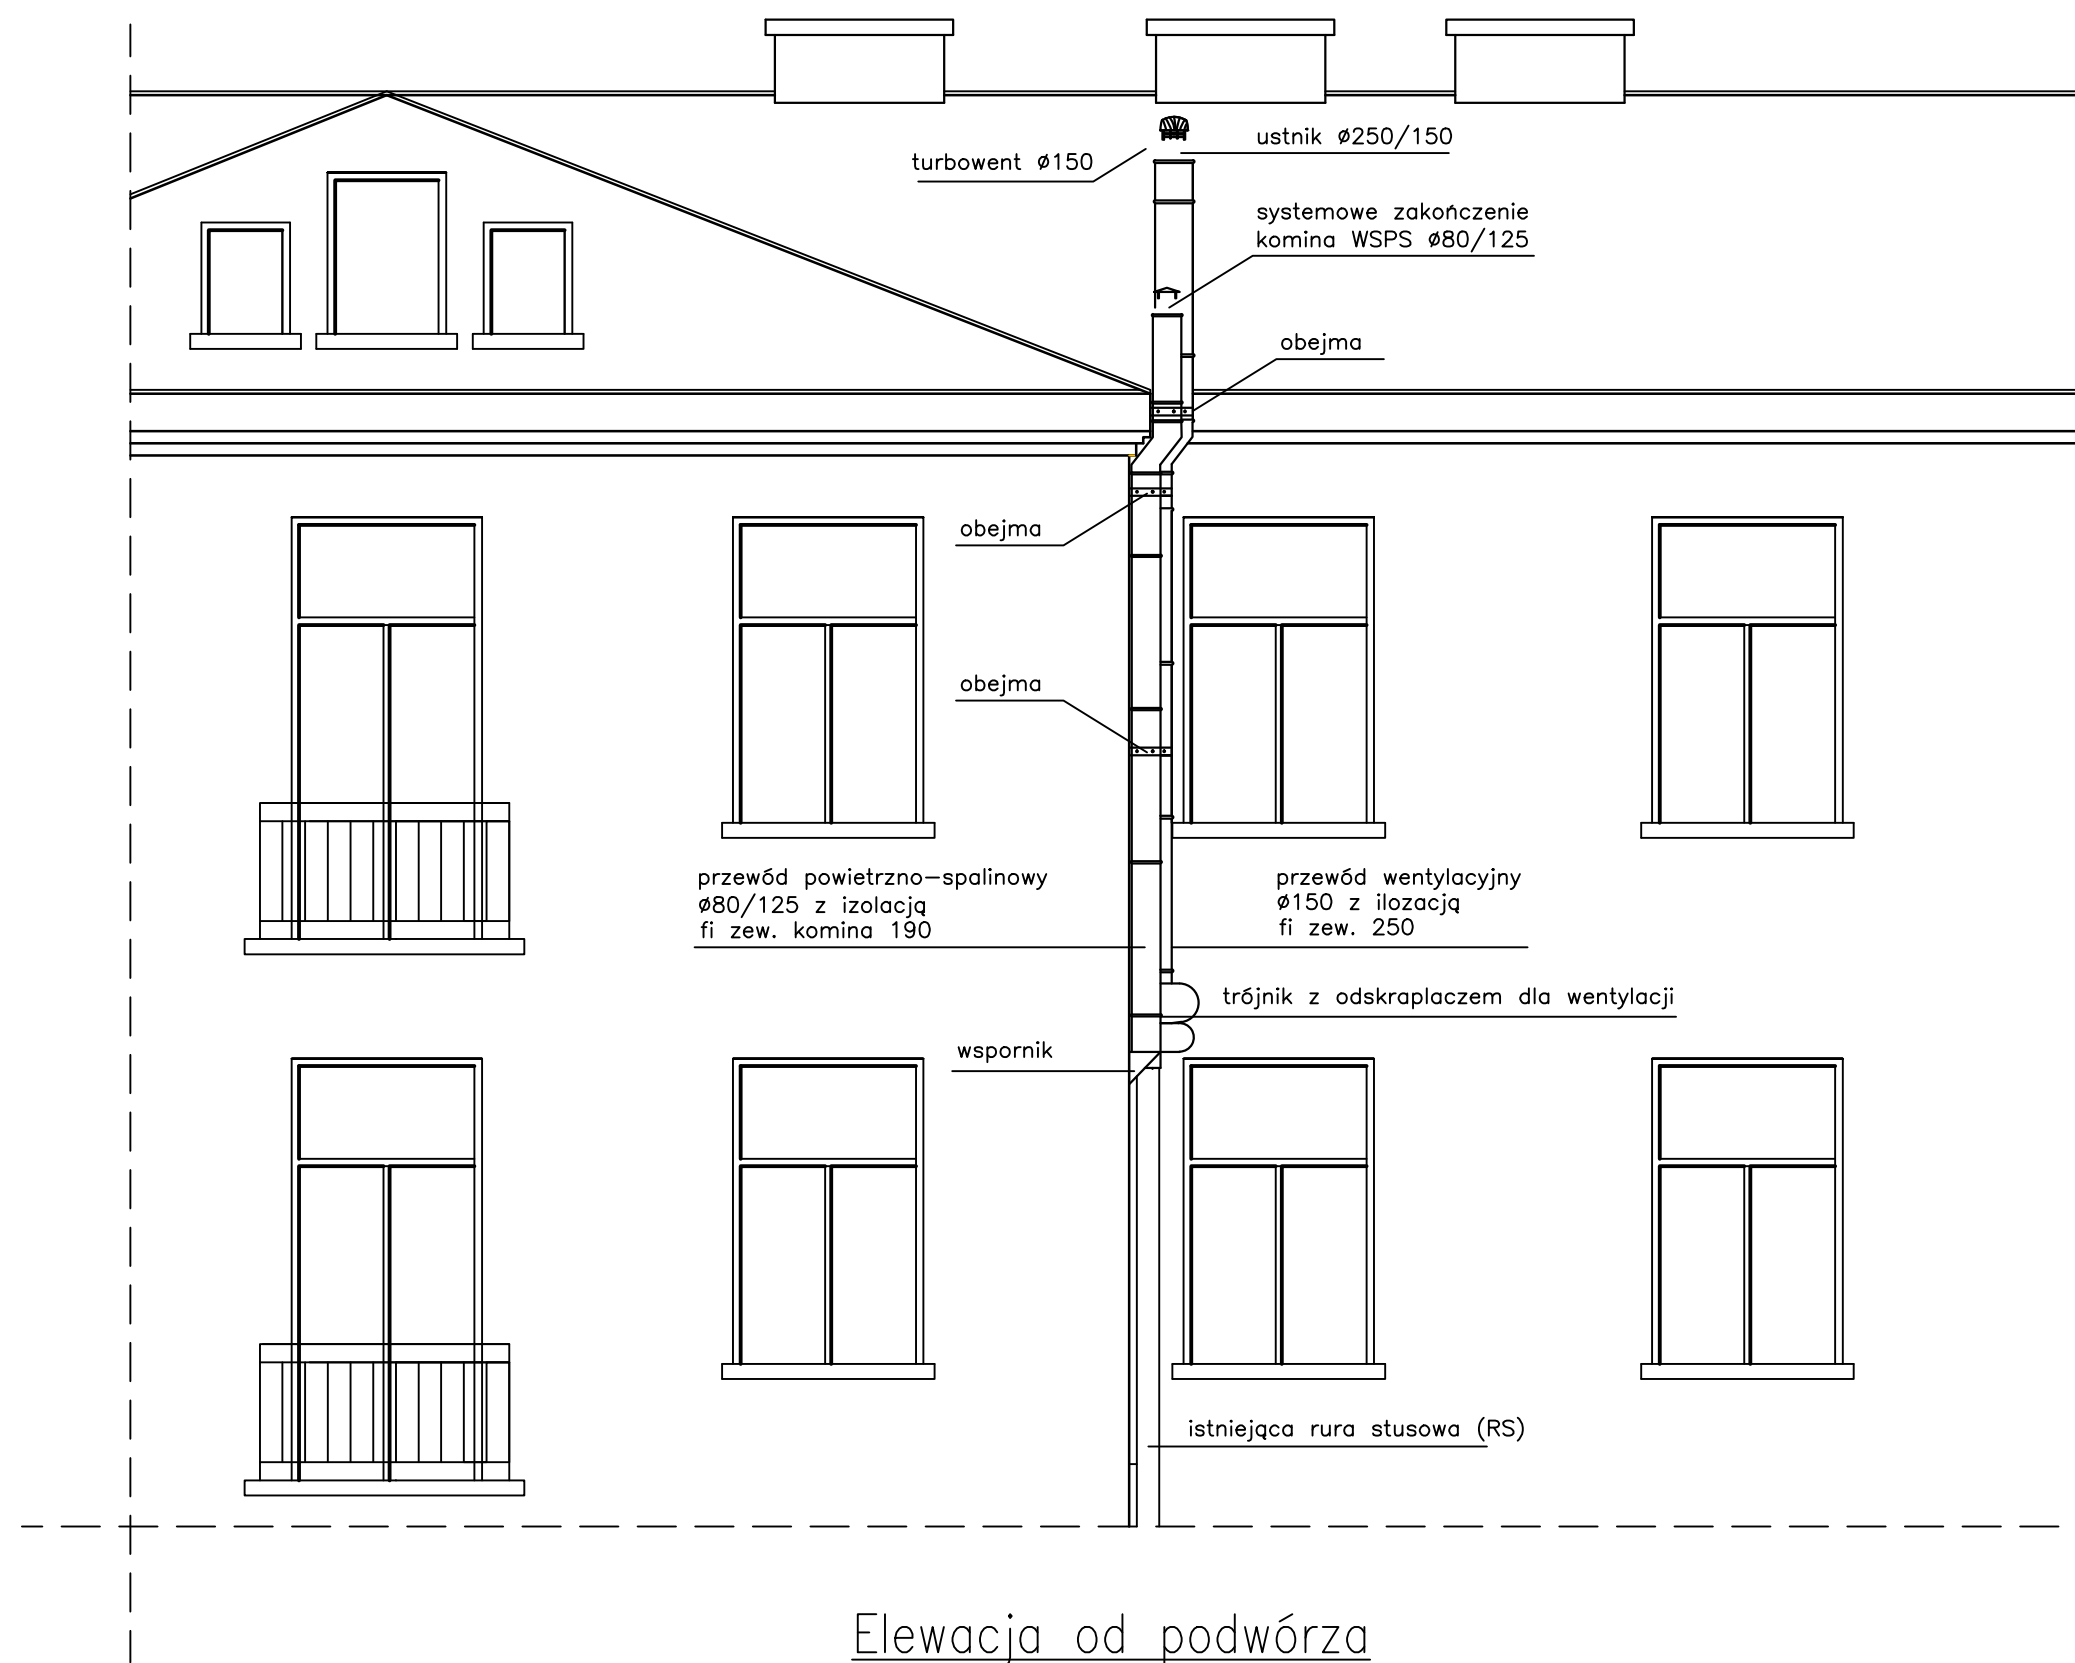 ustnik ø250/150
turbowent ø150
systemowe zakończenie
komina WSPS ø80/125
obejma
obejma
obejma
przewód powietrzno-spalinowy
ø80/125 z izolacją
fi zew. komina 190
przewód wentylacyjny
ø150 z ilozacją
fi zew. 250
trójnik z odskraplaczem dla wentylacji
wspornik
istniejąca rura stusowa (RS)
Elewacja od podwórza